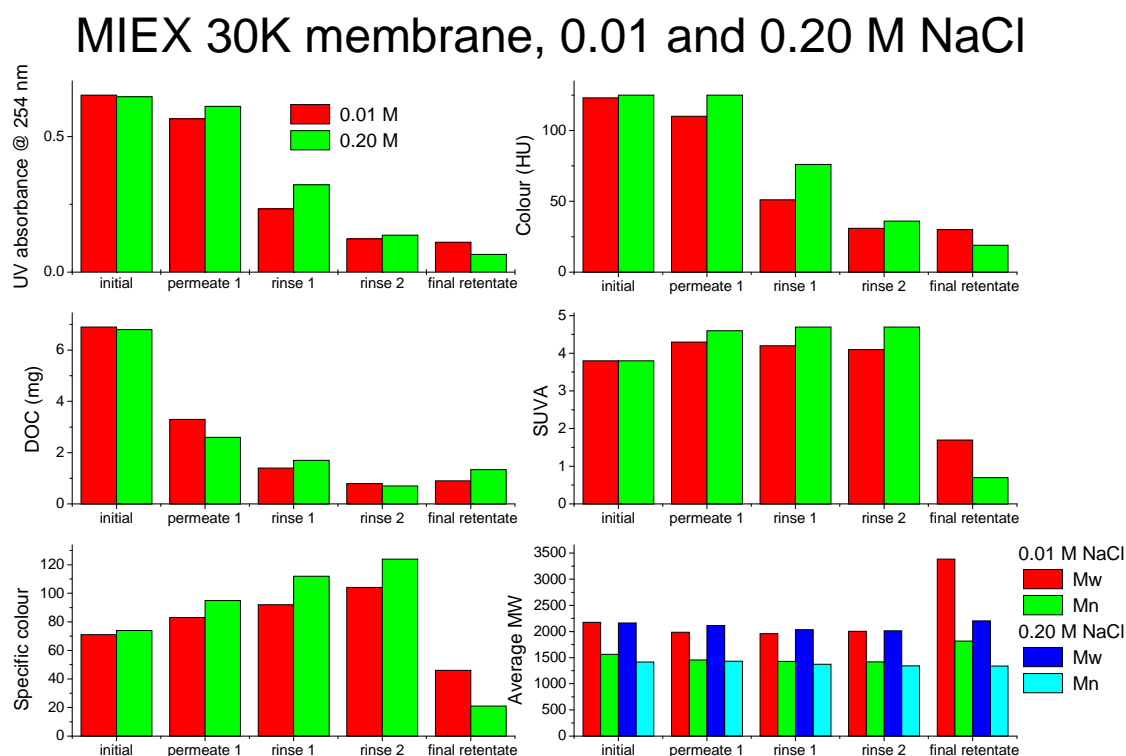 MIEX 30K membrane, 0.01 and 0.20 M NaCl
UV absorbance @ 254 nm
0.5
0.0
initial permeate 1 rinse 1 rinse 2 final retentate
0.01 M
0.20 M
Colour (HU)
100
50
0
initial permeate 1 rinse 1 rinse 2 final retentate
DOC (mg)
6
4
2
0
initial permeate 1 rinse 1 rinse 2 final retentate
SUVA
5
4
3
2
1
0
initial permeate 1 rinse 1 rinse 2 final retentate
Specific colour
120
100
80
60
40
20
0
initial permeate 1 rinse 1 rinse 2 final retentate
Average MW
3500
3000
2500
2000
1500
1000
500
0
initial permeate 1 rinse 1 rinse 2 final retentate
0.01 M NaCl
Mw
Mn
0.20 M NaCl
Mw
Mn